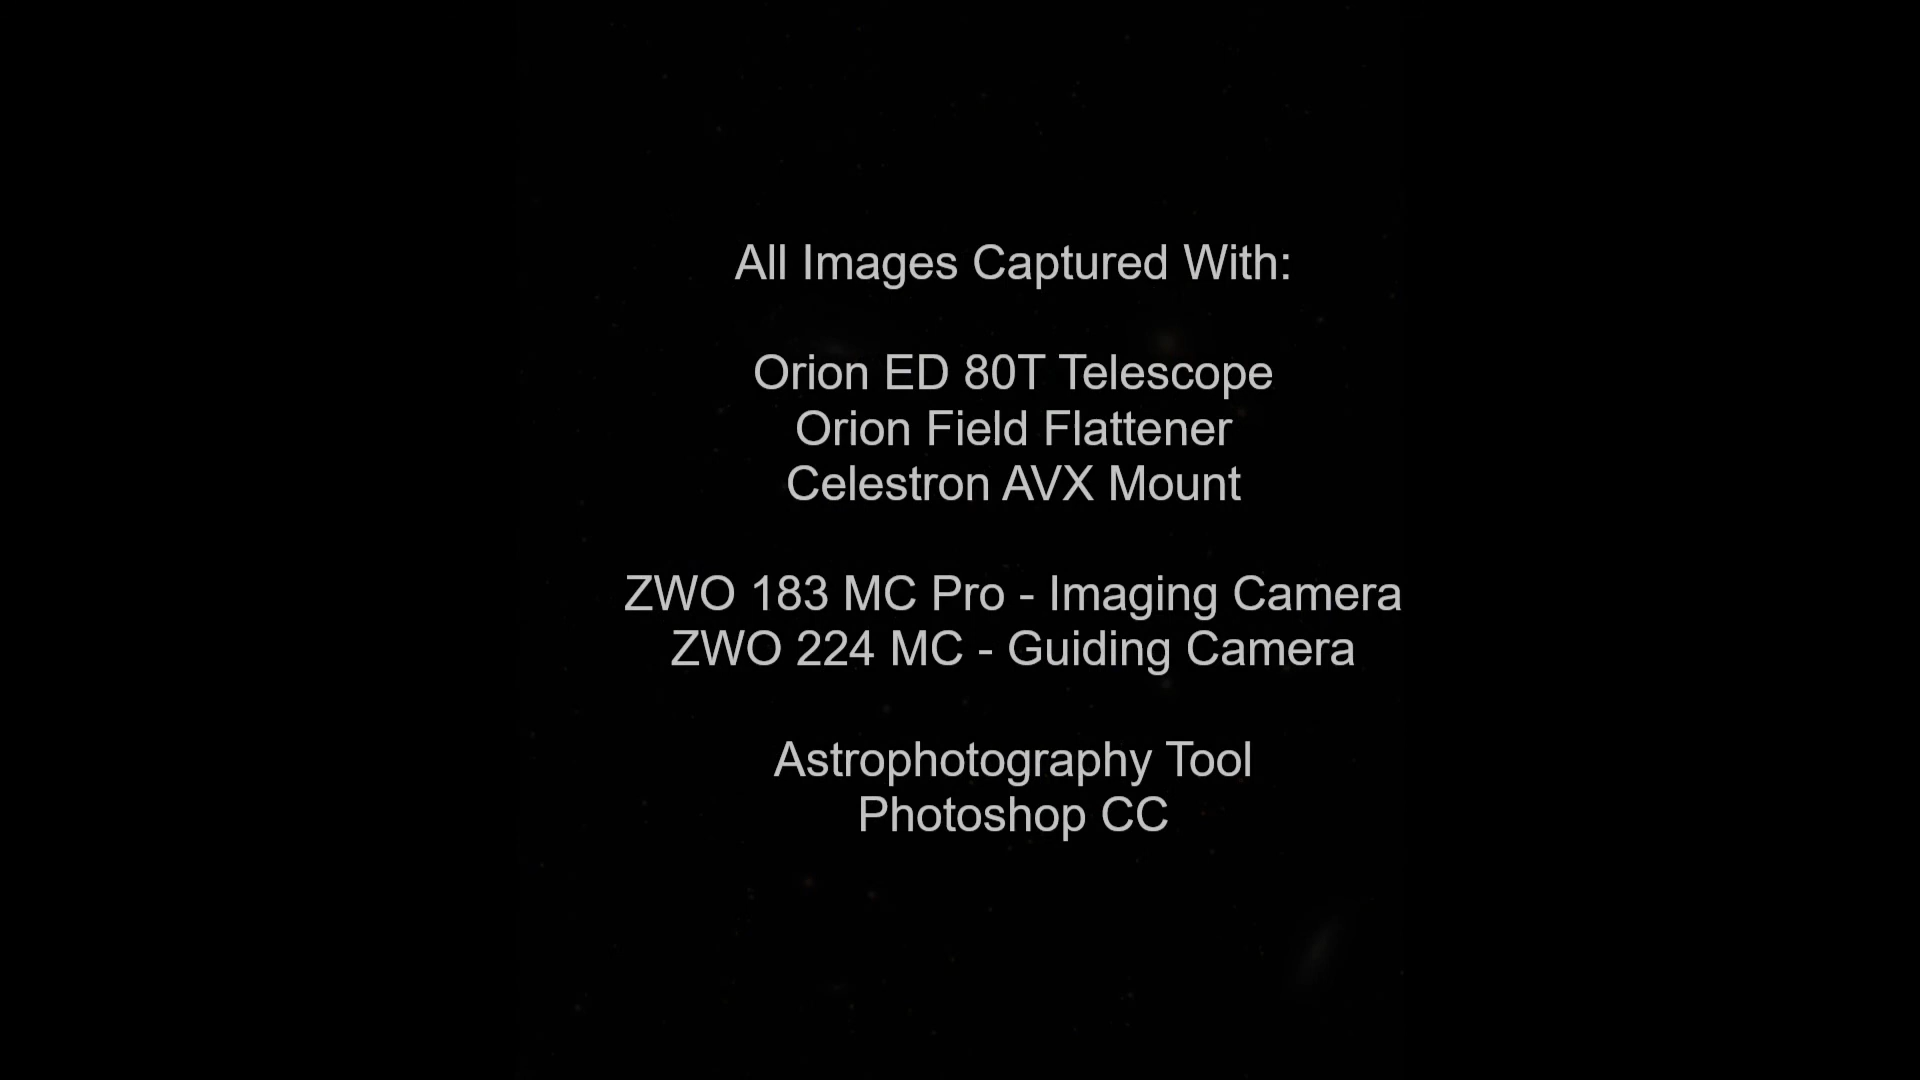 All Images Captured With:
Orion ED 80T Telescope
Orion Field Flattener
Celestron AVX Mount
ZWO 183 MC Pro - Imaging Camera
ZWO 224 MC - Guiding Camera
Astrophotography Tool
Photoshop CC